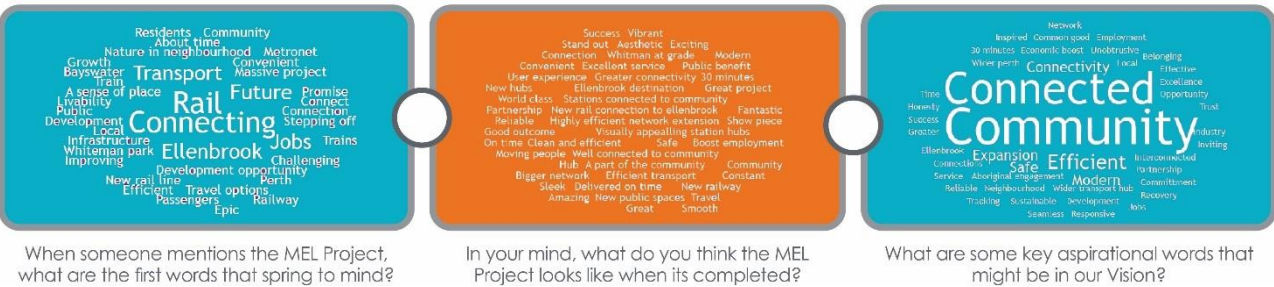 Residents Community
About time
Nature in neighbourhood Metronet
Growth Convenient
Bayswater Transport Massive project
Train
A sense of place Future Promise
Livability Rail Connect
Public Connection
Development Connecting Stepping off
Local
Infrastructure Jobs Trains
Whiteman park Ellenbrook
Improving Challenging
Development opportunity
New rail line Perth
Efficient Travel options
Passengers Railway
Epic
When someone mentions the MEL Project,
what are the first words that spring to mind?
Success Vibrant
Stand out Aesthetic Exciting
Connection Whitman at grade Modern
Convenient Excellent service Public benefit
User experience Greater connectivity 30 minutes
New hubs Ellenbrook destination Great project
World class Stations connected to community
Partnership New rail connection to ellenbrook Fantastic
Reliable Highly efficient network extension Show piece
Good outcome Visually appealling station hubs
On time Clean and efficient Safe Boost employment
Moving people Well connected to community
Hub A part of the community Community
Bigger network Efficient transport Constant
Sleek Delivered on time New railway
Amazing New public spaces Travel
Great Smooth
In your mind, what do you think the MEL
Project looks like when its completed?
Network
Inspired Common good Employment
30 minutes Economic boost Unobtrusive
Wider perth Connectivity Local Belonging
Effective
Excellence
Time Connected Opportunity
Honesty Trust
Success
Greater Community Industry
Inviting
Ellenbrook Expansion Efficient Interconnected
Connections Safe Partnership
Service Aboriginal engagement Modern Committment
Reliable Neighbourhood Wider transport hub Recovery
Tracking Sustainable Development Jobs
Seamless Responsive
What are some key aspirational words that
might be in our Vision?